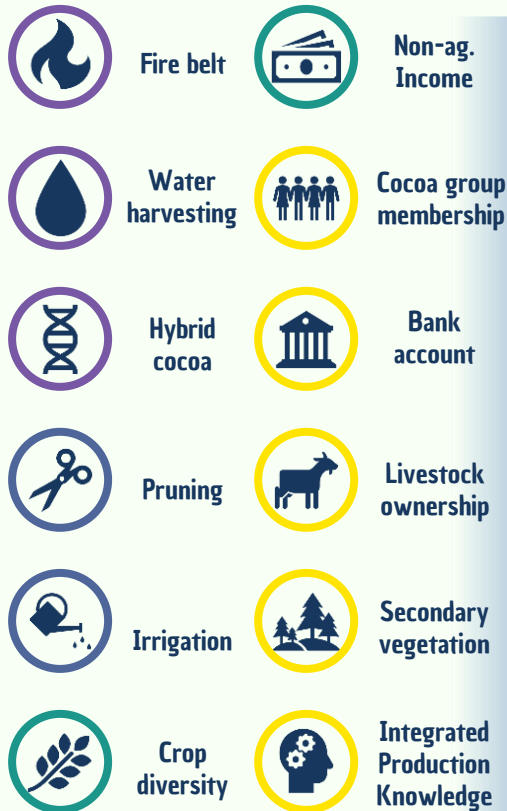 Fire belt
Non-ag.
Income
Water
harvesting
Cocoa group
membership
Hybrid
cocoa
Bank
account
Pruning
Livestock
ownership
Irrigation
Secondary
vegetation
Crop
diversity
Integrated
Production
Knowledge